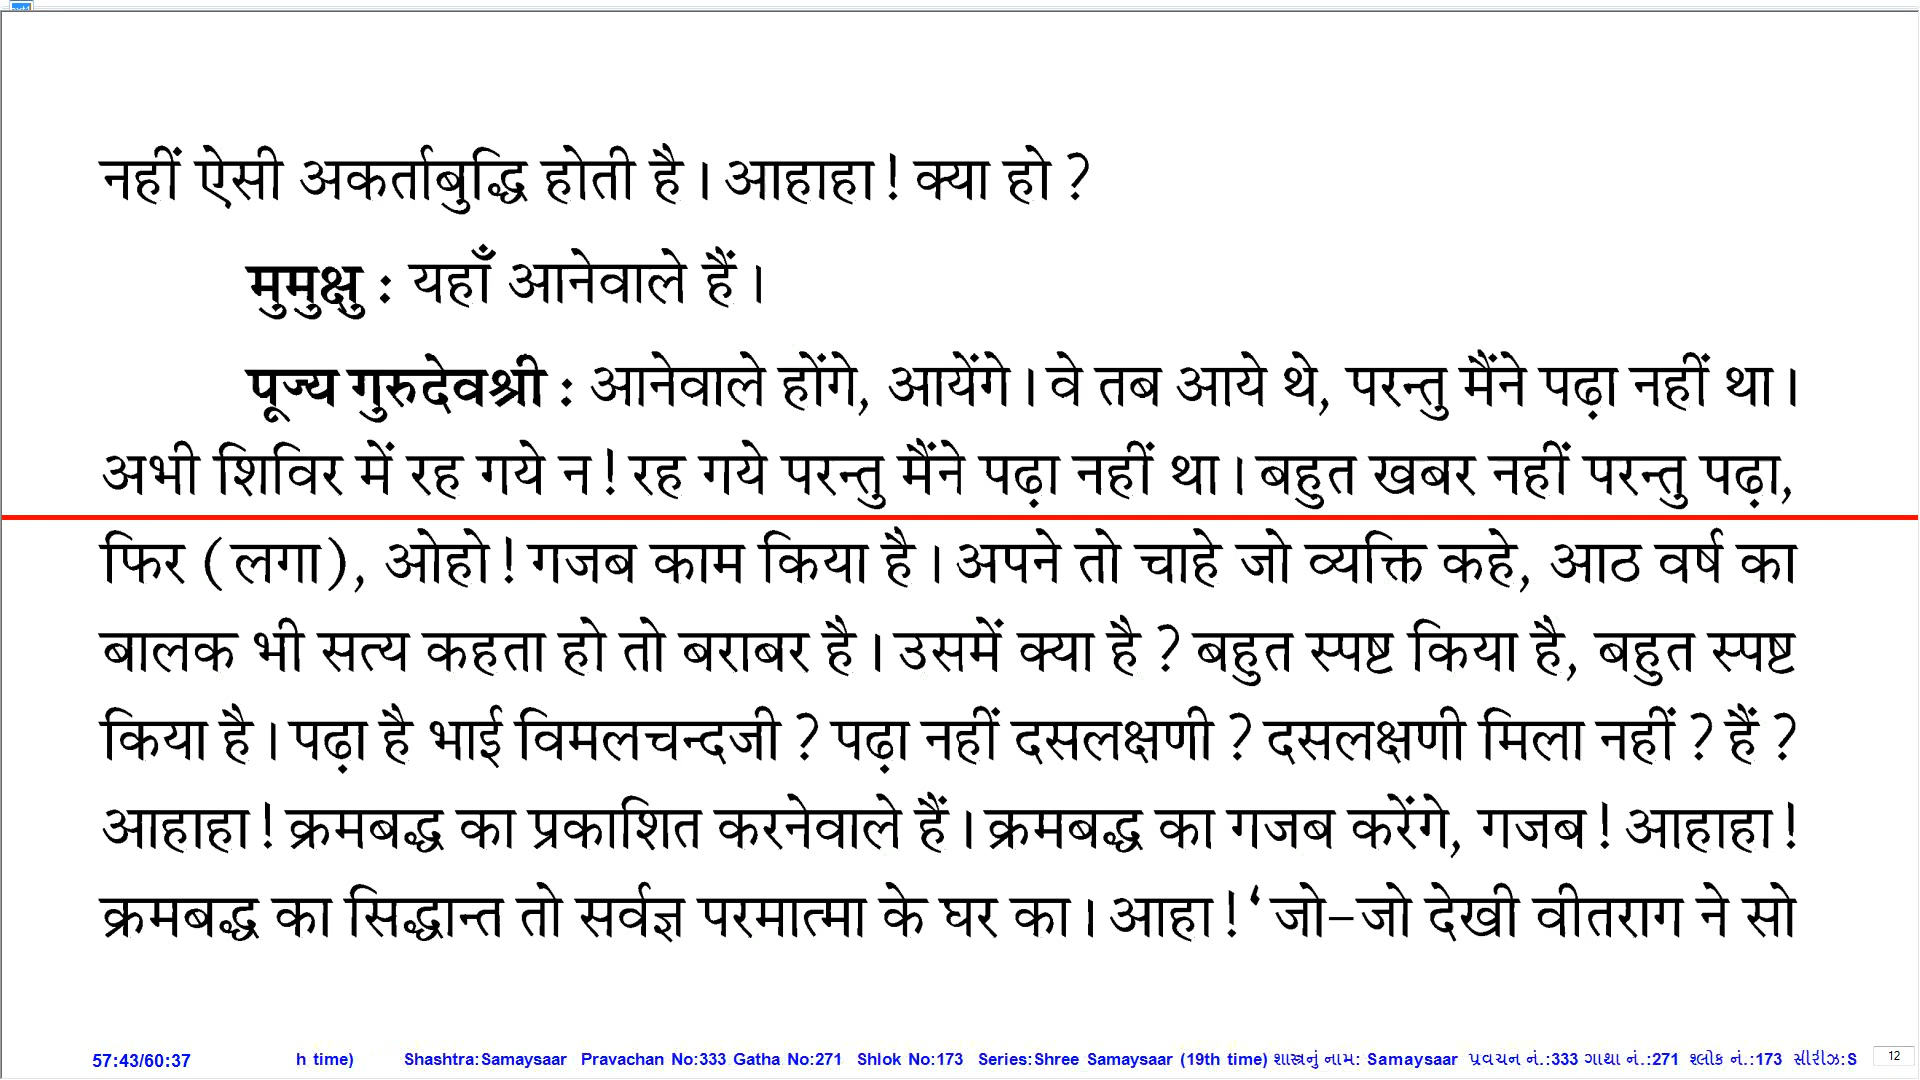 नहीं ऐसी अकर्ताबुद्धि होती है। आहाहा! क्या हो?
मुमुक्षु : यहाँ आनेवाले हैं।
पूज्य गुरुदेवश्री : आनेवाले होंगे, आयेंगे। वे तब आये थे, परन्तु मैंने पढ़ा नहीं था।
अभी शिविर में रह गये न! रह गये परन्तु मैंने पढ़ा नहीं था। बहुत खबर नहीं परन्तु पढ़ा,
फिर (लगा), ओहो! गजब काम किया है। अपने तो चाहे जो व्यक्ति कहे, आठ वर्ष का
बालक भी सत्य कहता हो तो बराबर है। उसमें क्या है? बहुत स्पष्ट किया है, बहुत स्पष्ट
किया है। पढ़ा है भाई विमलचन्दजी? पढ़ा नहीं दसलक्षणी? दसलक्षणी मिला नहीं? हैं?
आहाहा! क्रमबद्ध का प्रकाशित करनेवाले हैं। क्रमबद्ध का गजब करेंगे, गजब! आहाहा!
क्रमबद्ध का सिद्धान्त तो सर्वज्ञ परमात्मा के घर का। आहा! ‘जो-जो देखी वीतराग ने सो
57:43/60:37 h time) Shashtra:Samaysaar Pravachan No:333 Gatha No:271 Shlok No:173 Series:Shree Samaysaar (19th time) શાસ્ત્રનું નામ: Samaysaar પ્રવચન નં.:333 ગાથા નં.:271 શ્લોક નં.:173 સીરીઝ:S 12